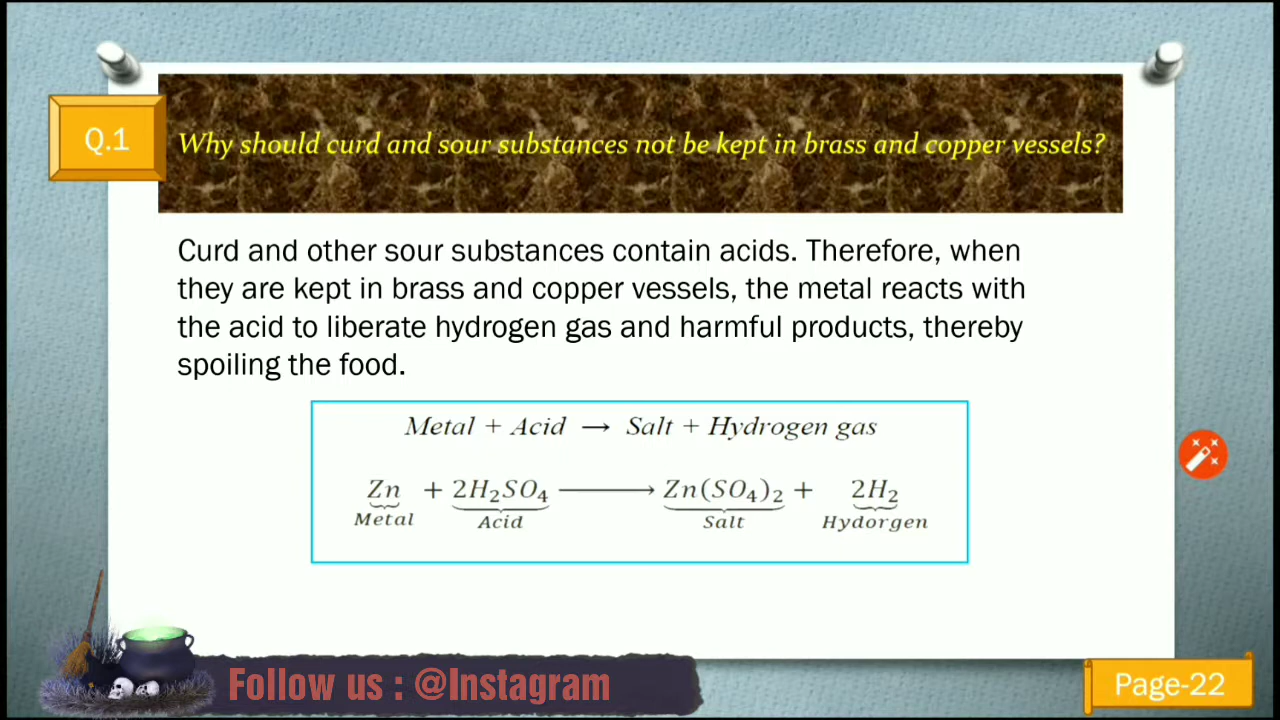 Q.1
Why should curd and sour substances not be kept in brass and copper vessels?
Curd and other sour substances contain acids. Therefore, when
they are kept in brass and copper vessels, the metal reacts with
the acid to liberate hydrogen gas and harmful products, thereby
spoiling the food.
Metal + Acid → Salt + Hydrogen gas
Zn + 2H₂SO₄ ⟶ Zn(SO₄)₂ + 2H₂
Metal Acid Salt Hydorgen
Follow us : @Instagram
Page-22